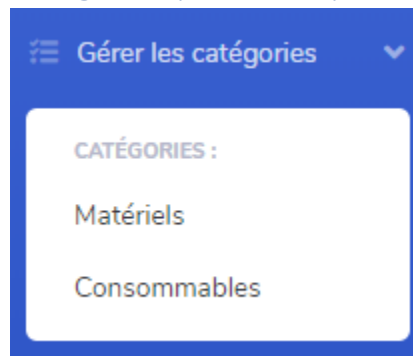 Gérer les catégories
CATÉGORIES :
Matériels
Consommables